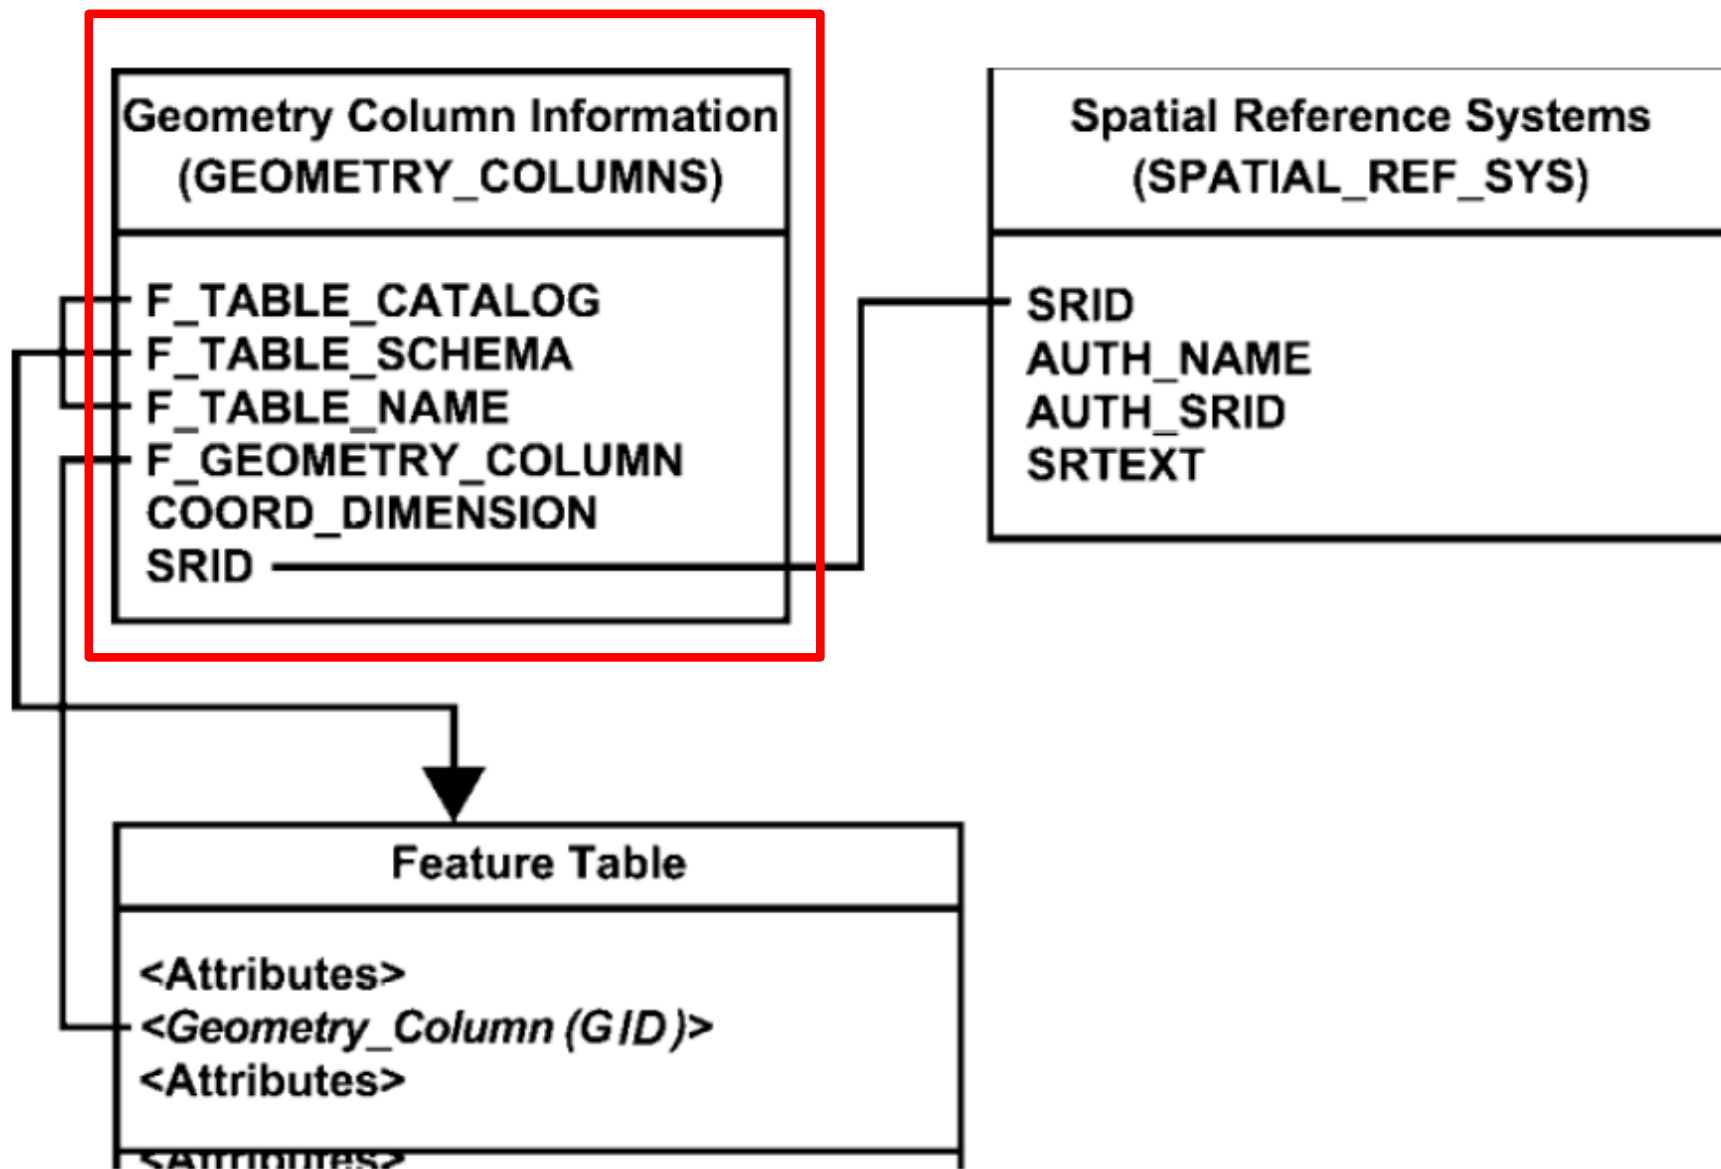 Geometry Column Information
(GEOMETRY_COLUMNS)
F_TABLE_CATALOG
F_TABLE_SCHEMA
F_TABLE_NAME
F_GEOMETRY_COLUMN
COORD_DIMENSION
SRID
Spatial Reference Systems
(SPATIAL_REF_SYS)
SRID
AUTH_NAME
AUTH_SRID
SRTEXT
Feature Table
<Attributes>
<Geometry_Column (GID)>
<Attributes>
<Attributes>